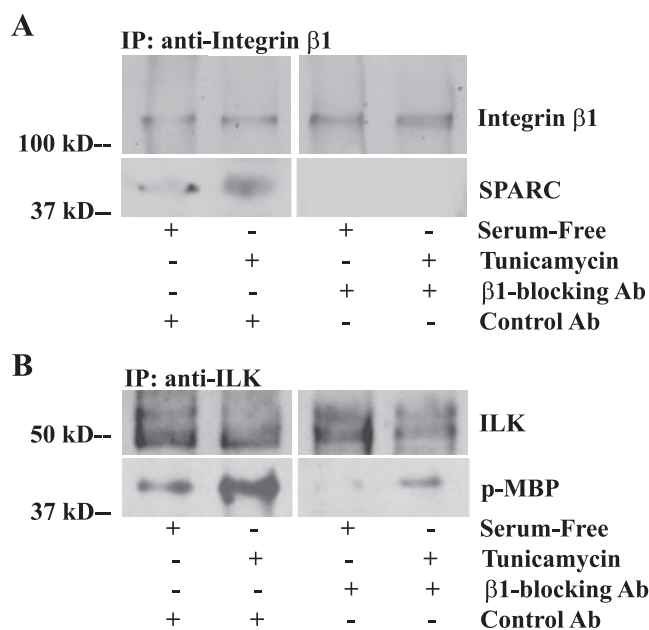 A
IP: anti-Integrin β1
Integrin β1
100 kD--
SPARC
37 kD–
+ - + - Serum-Free
- + - + Tunicamycin
- - + + β1-blocking Ab
+ + - - Control Ab
B
IP: anti-ILK
50 kD--
ILK
p-MBP
37 kD–
+ - + - Serum-Free
- + - + Tunicamycin
- - + + β1-blocking Ab
+ + - - Control Ab